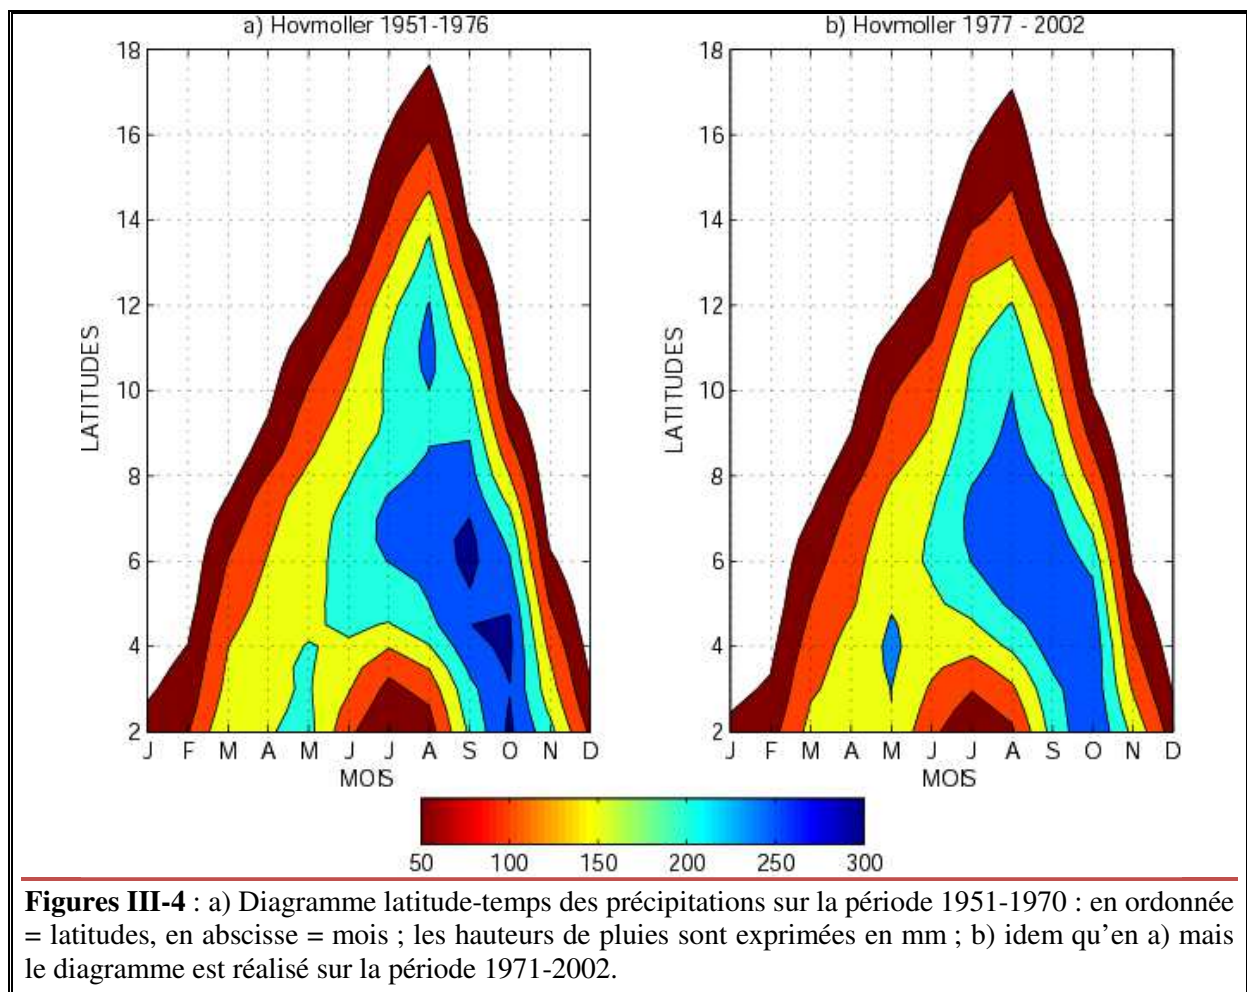 a) Hovmoller 1951-1976
18
16
14
12
10
8
6
4
2
LATITUDES
J F M A M J J A S O N D
MOIS
b) Hovmoller 1977 - 2002
18
16
14
12
10
8
6
4
2
LATITUDES
J F M A M J J A S O N D
MOIS
50 100 150 200 250 300
Figures III-4 : a) Diagramme latitude-temps des précipitations sur la période 1951-1970 : en ordonnée
= latitudes, en abscisse = mois ; les hauteurs de pluies sont exprimées en mm ; b) idem qu'en a) mais
le diagramme est réalisé sur la période 1971-2002.